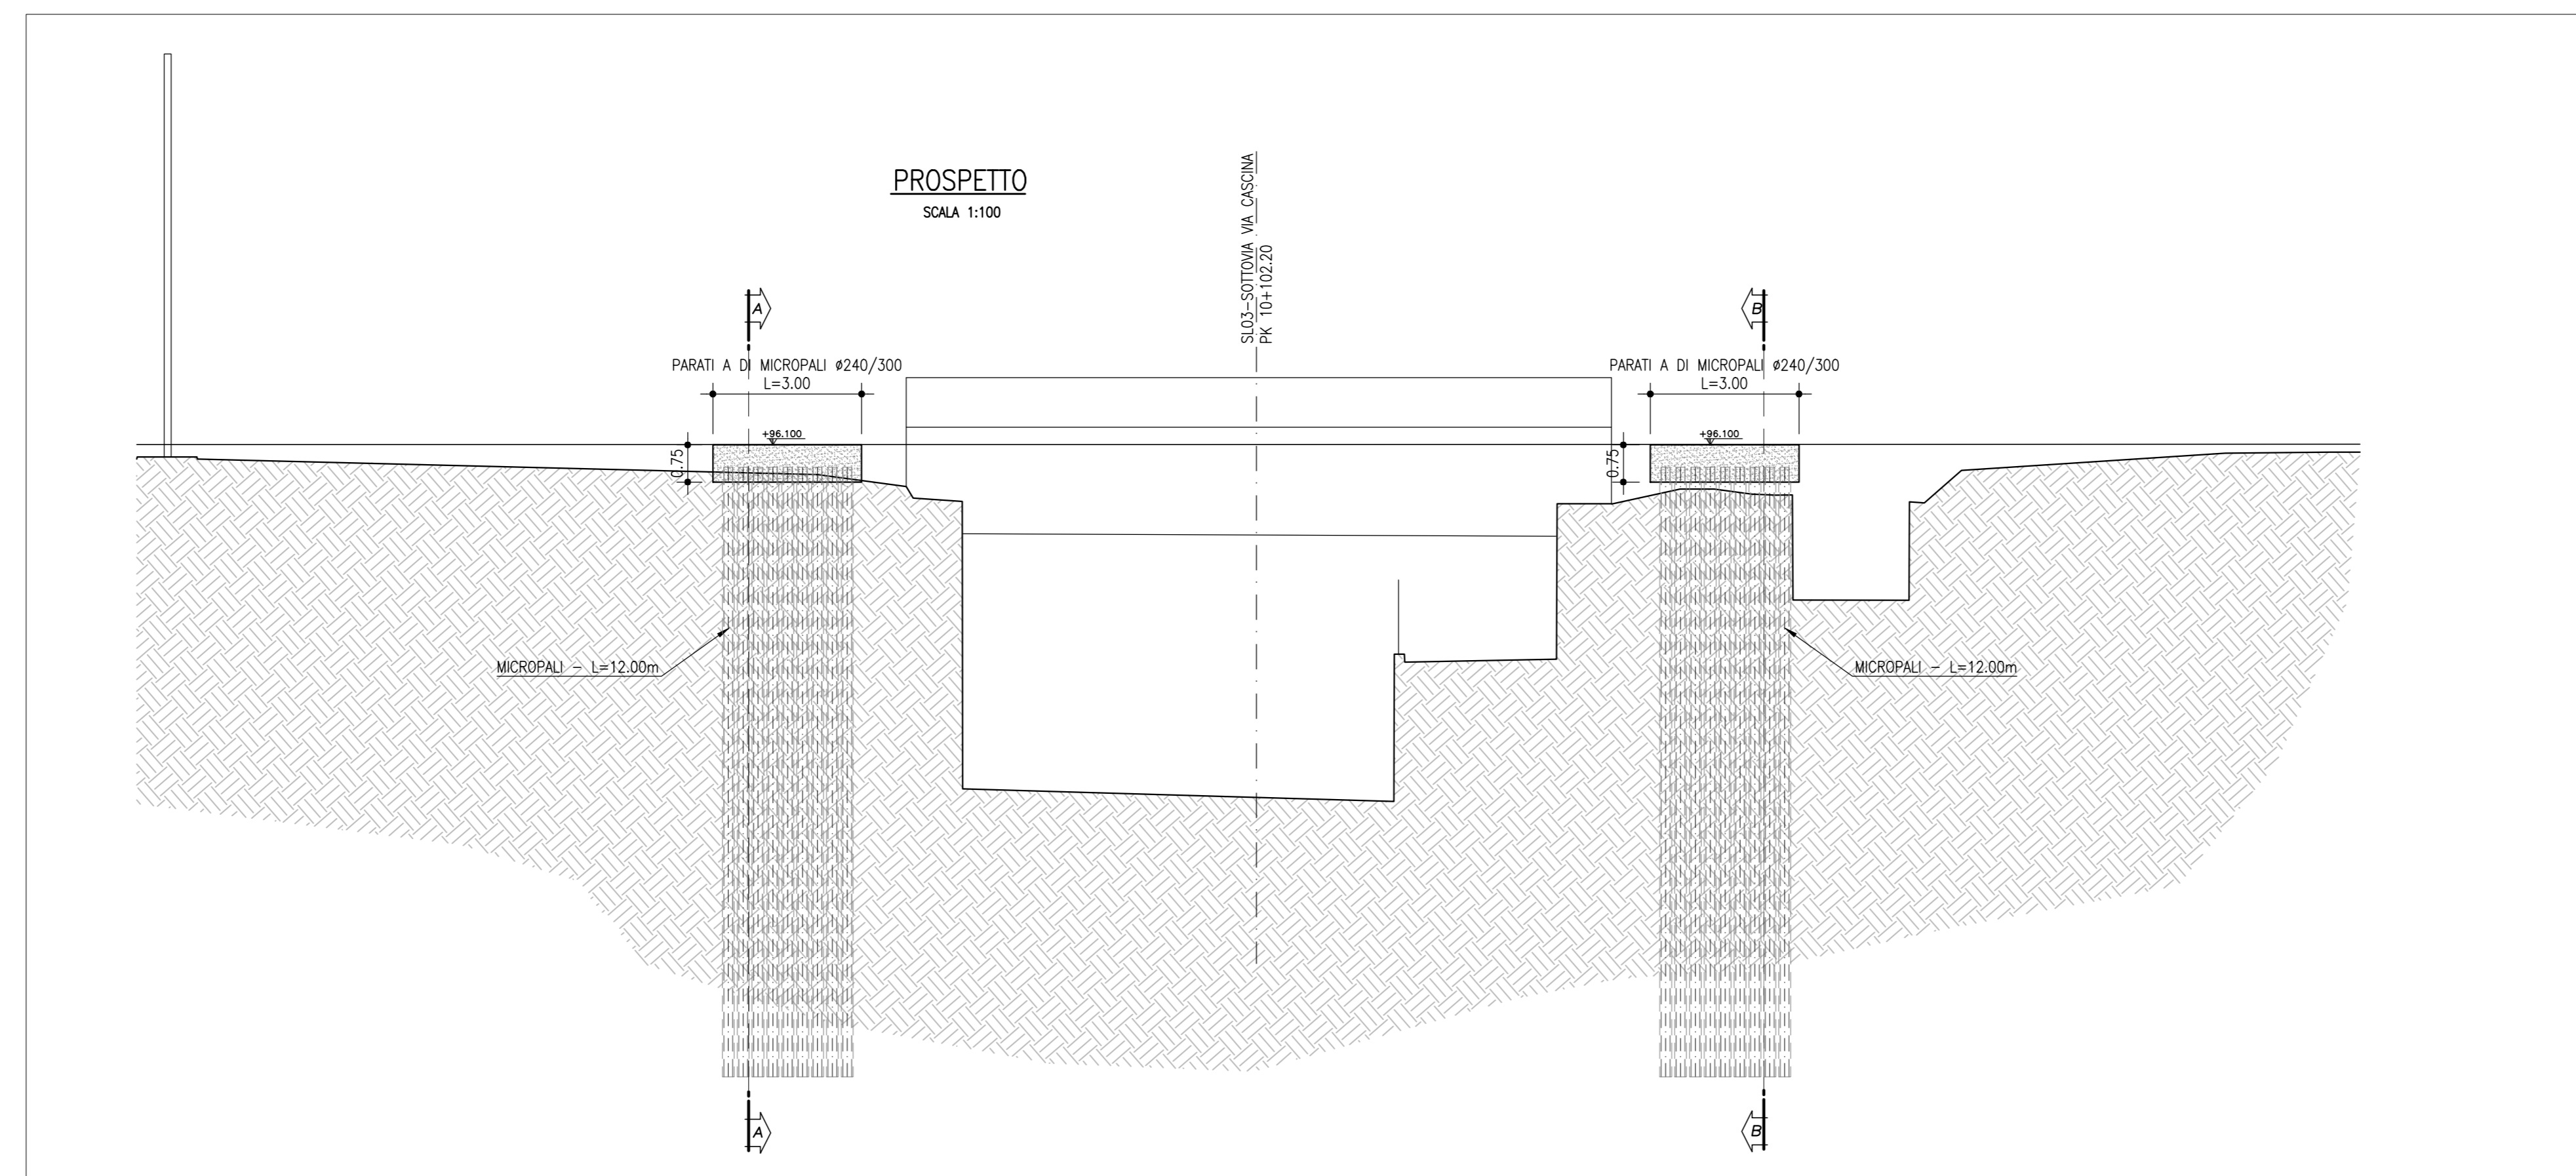 PROSPETTO
SCALA 1:100
SL03-SOTTOVIA VIA CASCINA
PK 10+102.20
A
B
PARATI A DI MICROPALI ø240/300
L=3.00
PARATI A DI MICROPALI ø240/300
L=3.00
+96.100
+96.100
0.75
0.75
MICROPALI - L=12.00m
MICROPALI - L=12.00m
A
B